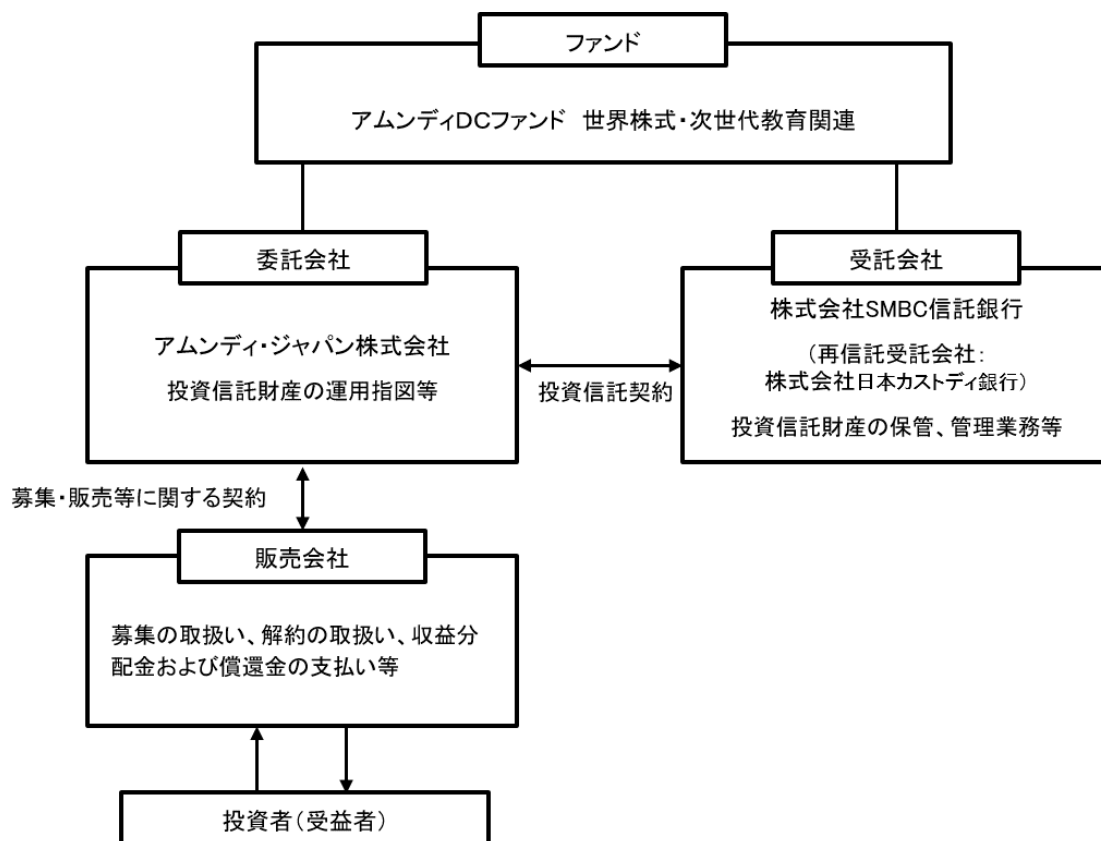 ファンド
アムンディDCファンド　世界株式・次世代教育関連
委託会社
アムンディ・ジャパン株式会社
投資信託財産の運用指図等
投資信託契約
受託会社
株式会社SMBC信託銀行
（再信託受託会社：
株式会社日本カストディ銀行）
投資信託財産の保管、管理業務等
募集・販売等に関する契約
販売会社
募集の取扱い、解約の取扱い、収益分
配金および償還金の支払い等
投資者（受益者）